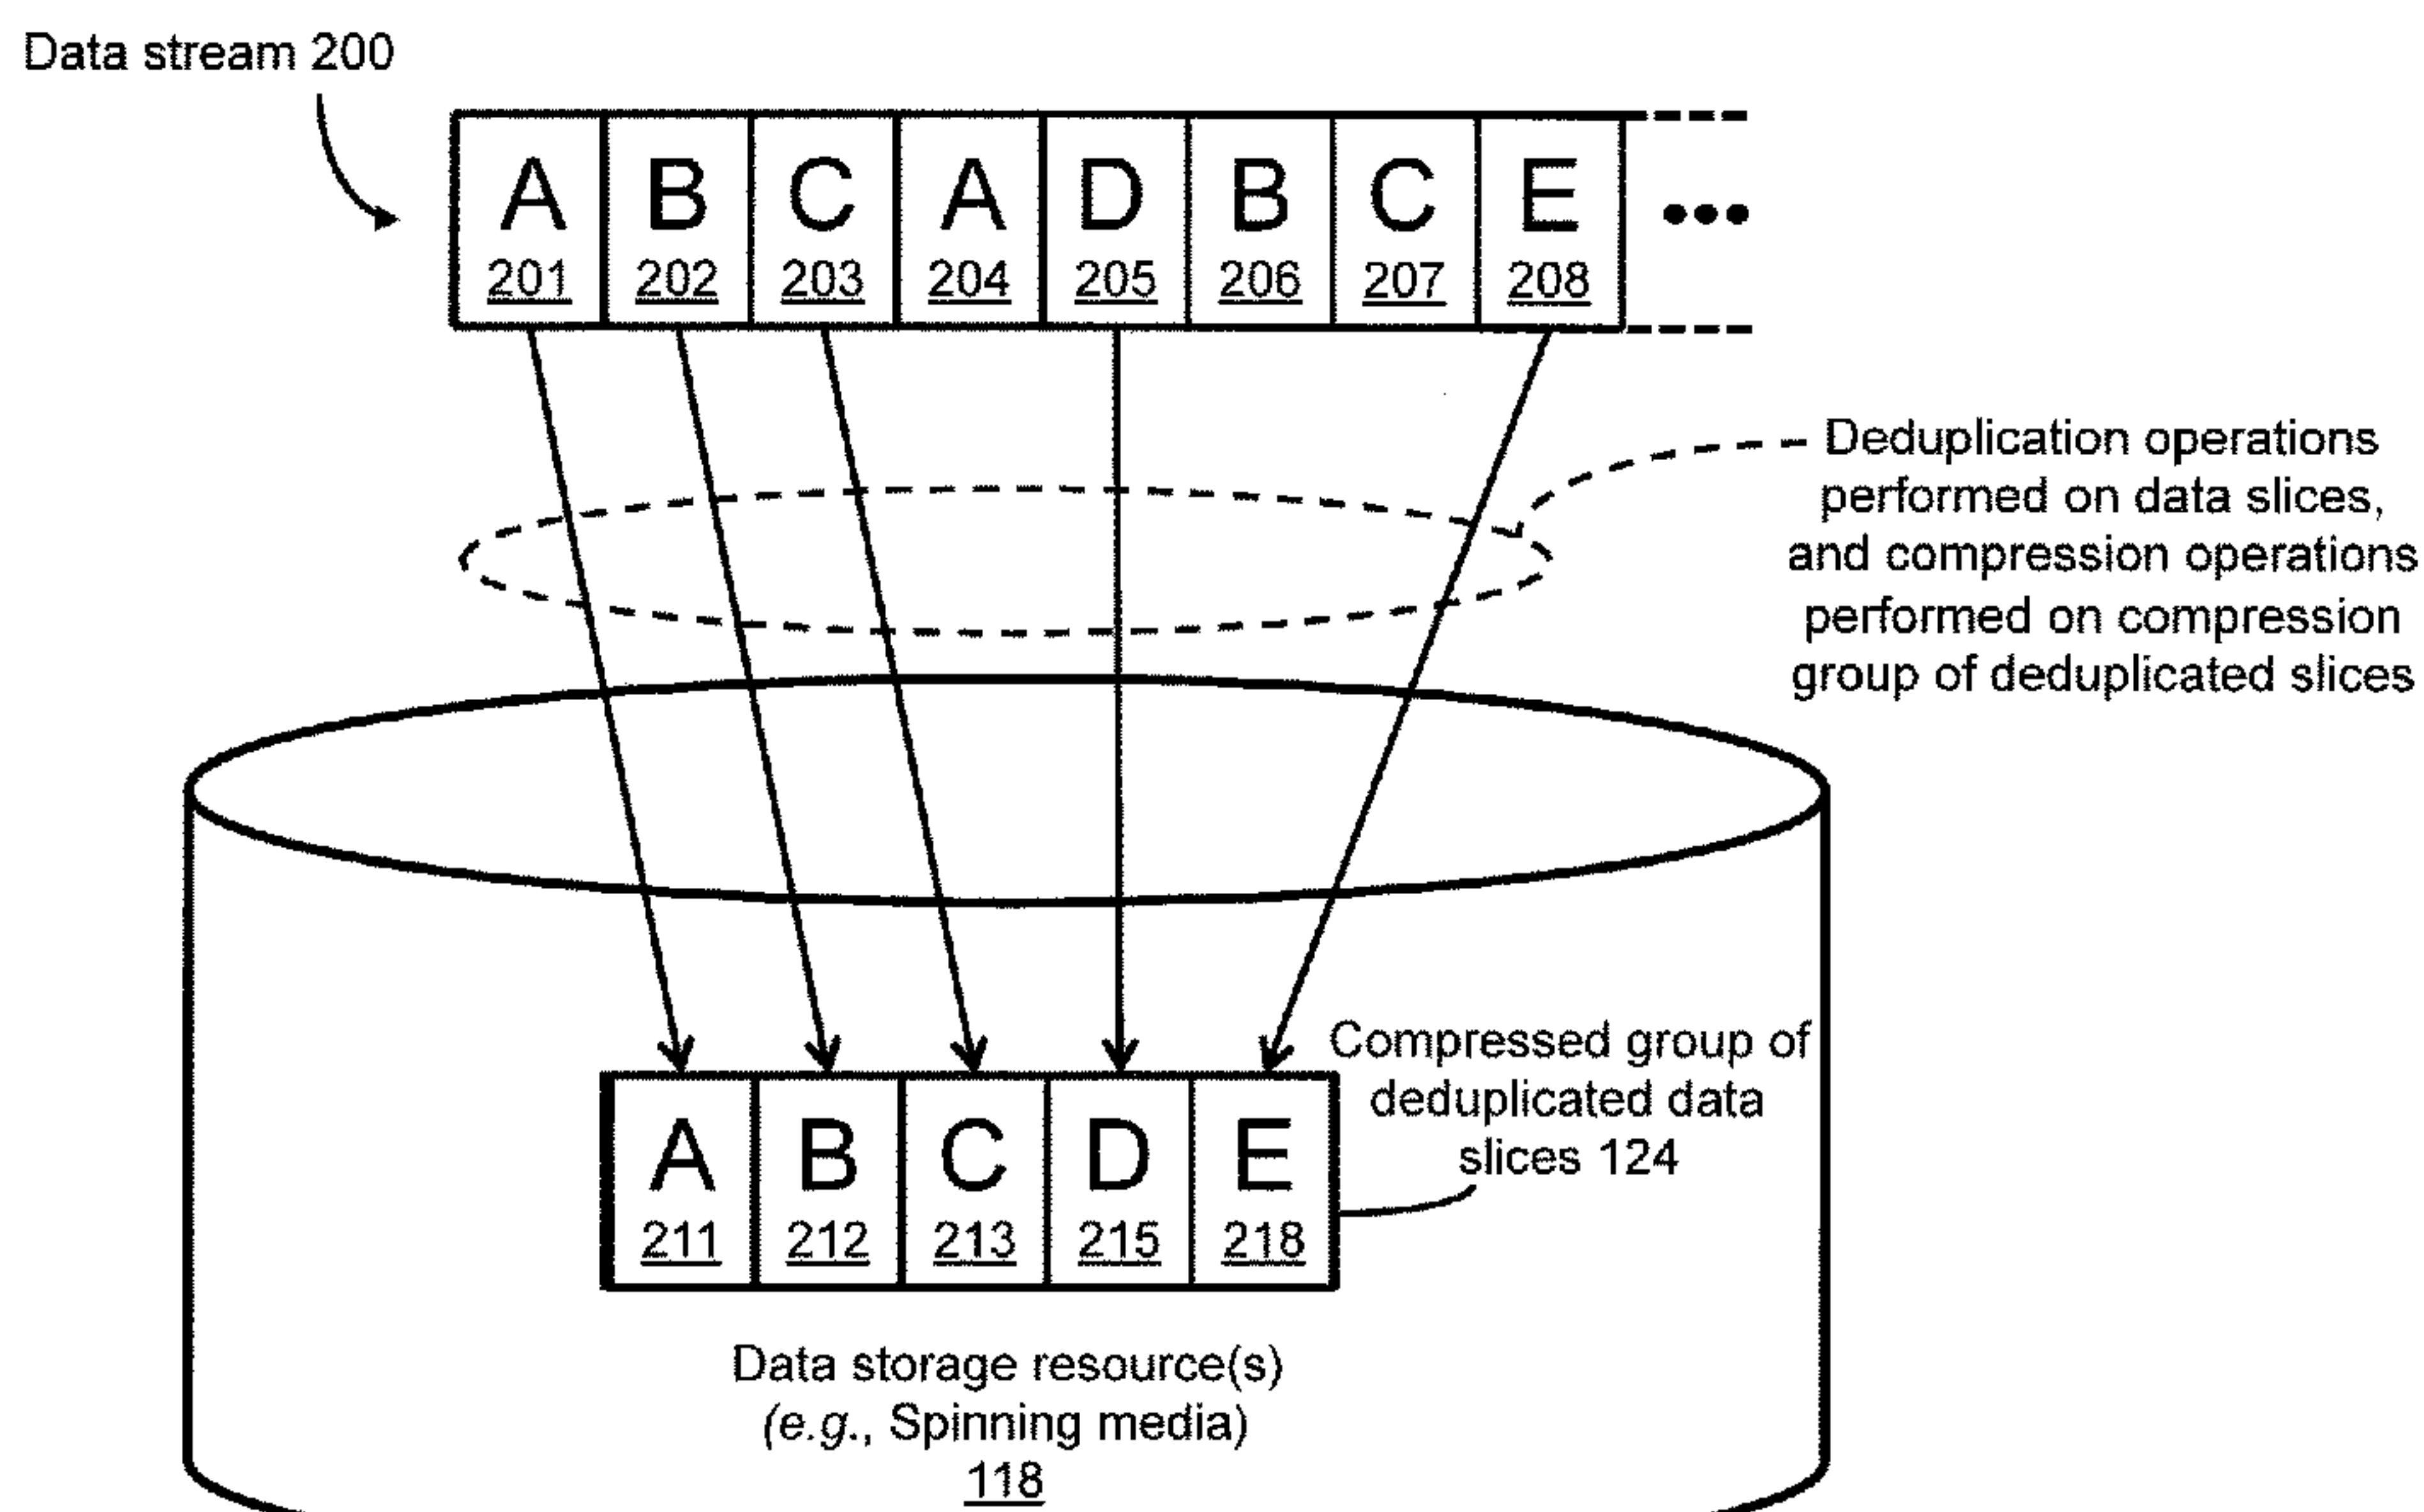 Data stream 200
A B C A D B C E •••
201 202 203 204 205 206 207 208
Deduplication operations
performed on data slices,
and compression operations
performed on compression
group of deduplicated slices
Compressed group of
deduplicated data
slices 124
A B C D E
211 212 213 215 218
Data storage resource(s)
(e.g., Spinning media)
118